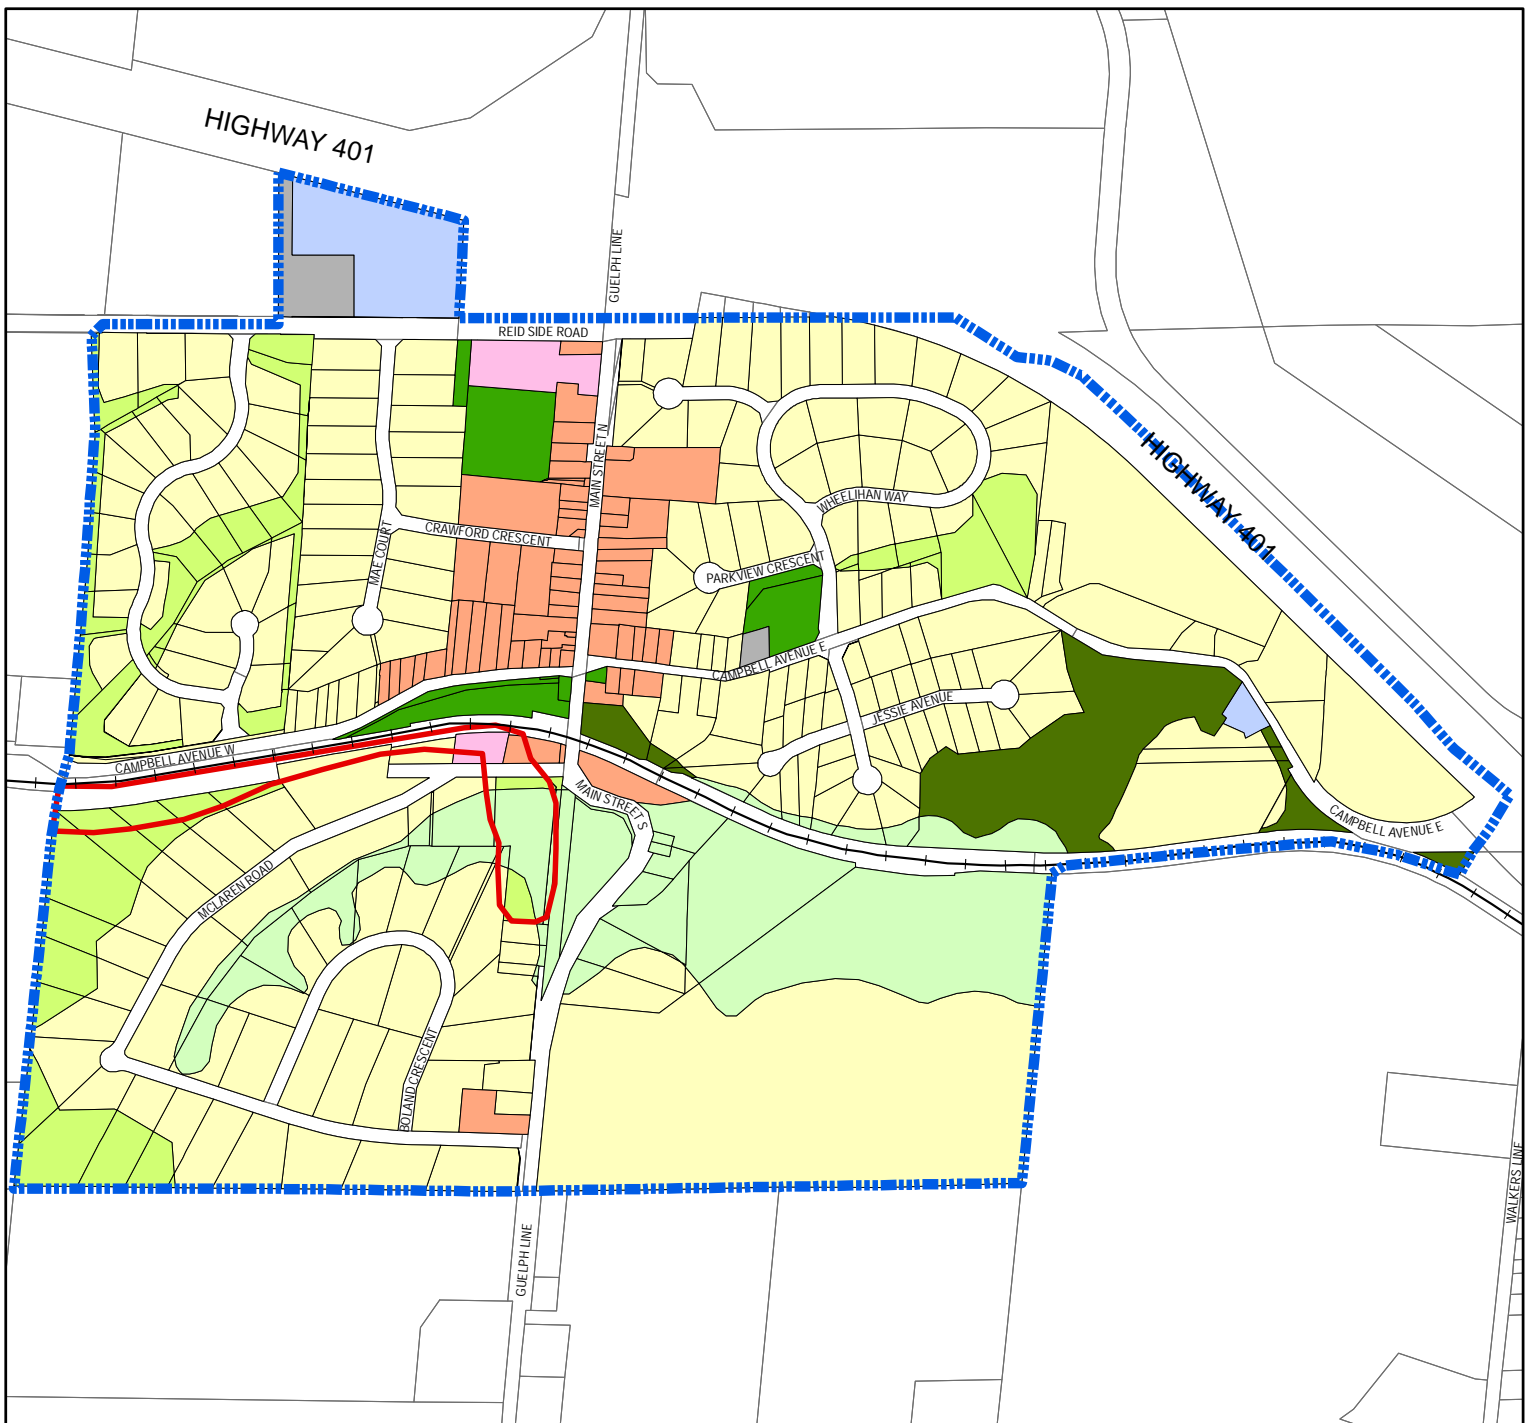 HIGHWAY 401
GUELPH LINE
REID SIDE ROAD
MAIN STREET N
HIGHWAY 401
WHEELIHAN WAY
CRAWFORD CRESCENT
MAE COURT
PARKVIEW CRESCENT
CAMPBELL AVENUE E
JESSIE AVENUE
CAMPBELL AVENUE W
MAIN STREET S
CAMPBELL AVENUE E
MCLAREN ROAD
BOLAND CRESCENT
WALKERS LINE
GUELPH LINE